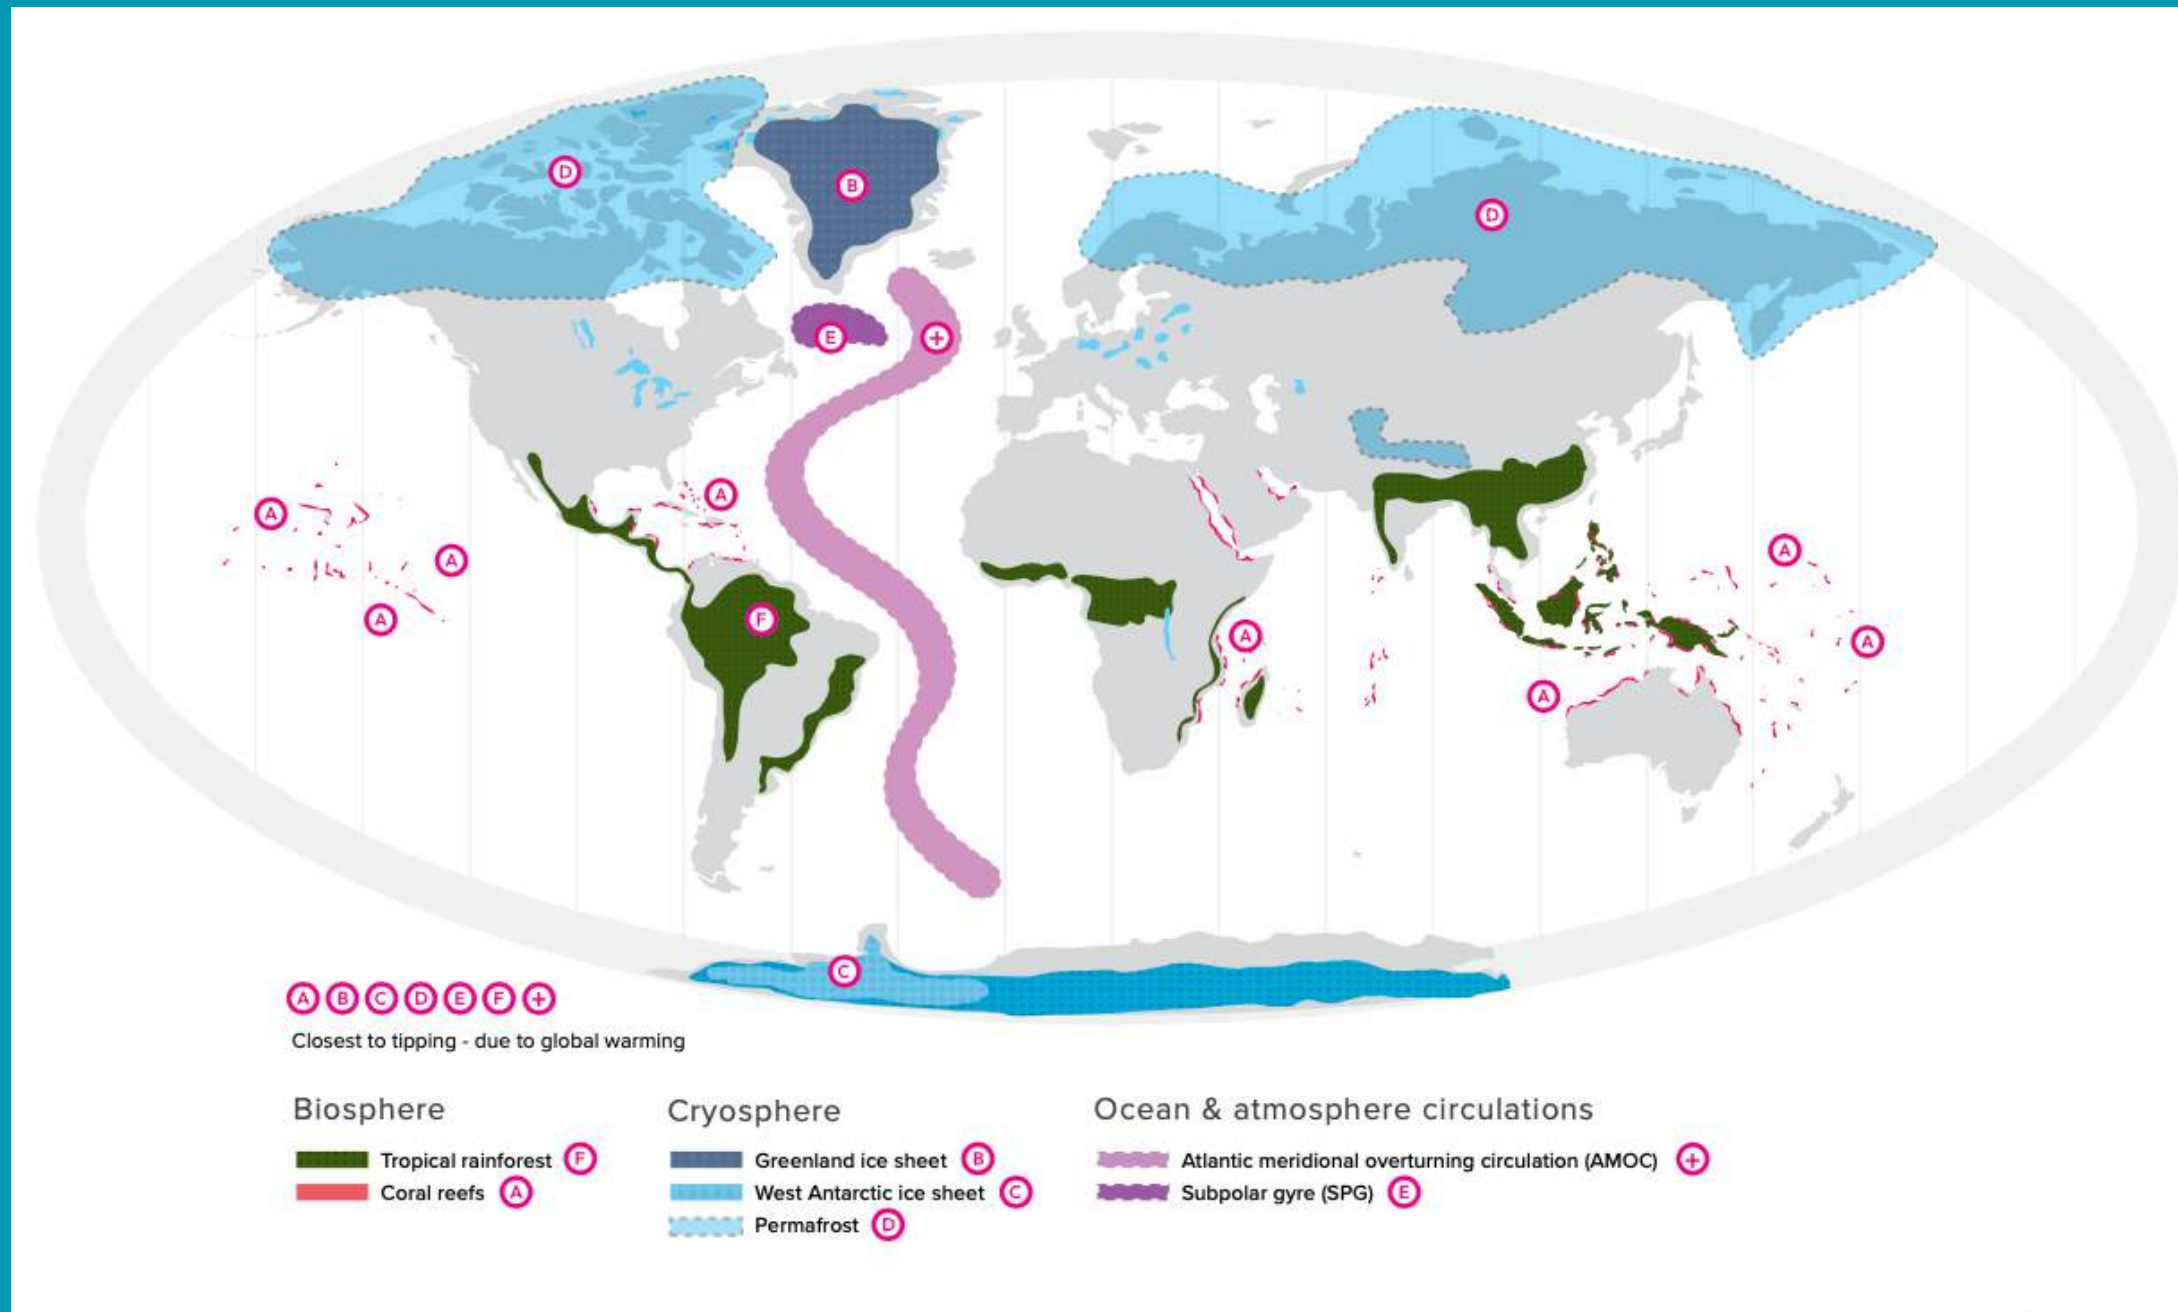 D
B
D
E
+
A
A
A
A
A
F
A
A
A
A
C
A B C D E F +
Closest to tipping - due to global warming
Biosphere
Tropical rainforest F
Coral reefs A
Cryosphere
Greenland ice sheet B
West Antarctic ice sheet C
Permafrost D
Ocean & atmosphere circulations
Atlantic meridional overturning circulation (AMOC) +
Subpolar gyre (SPG) E